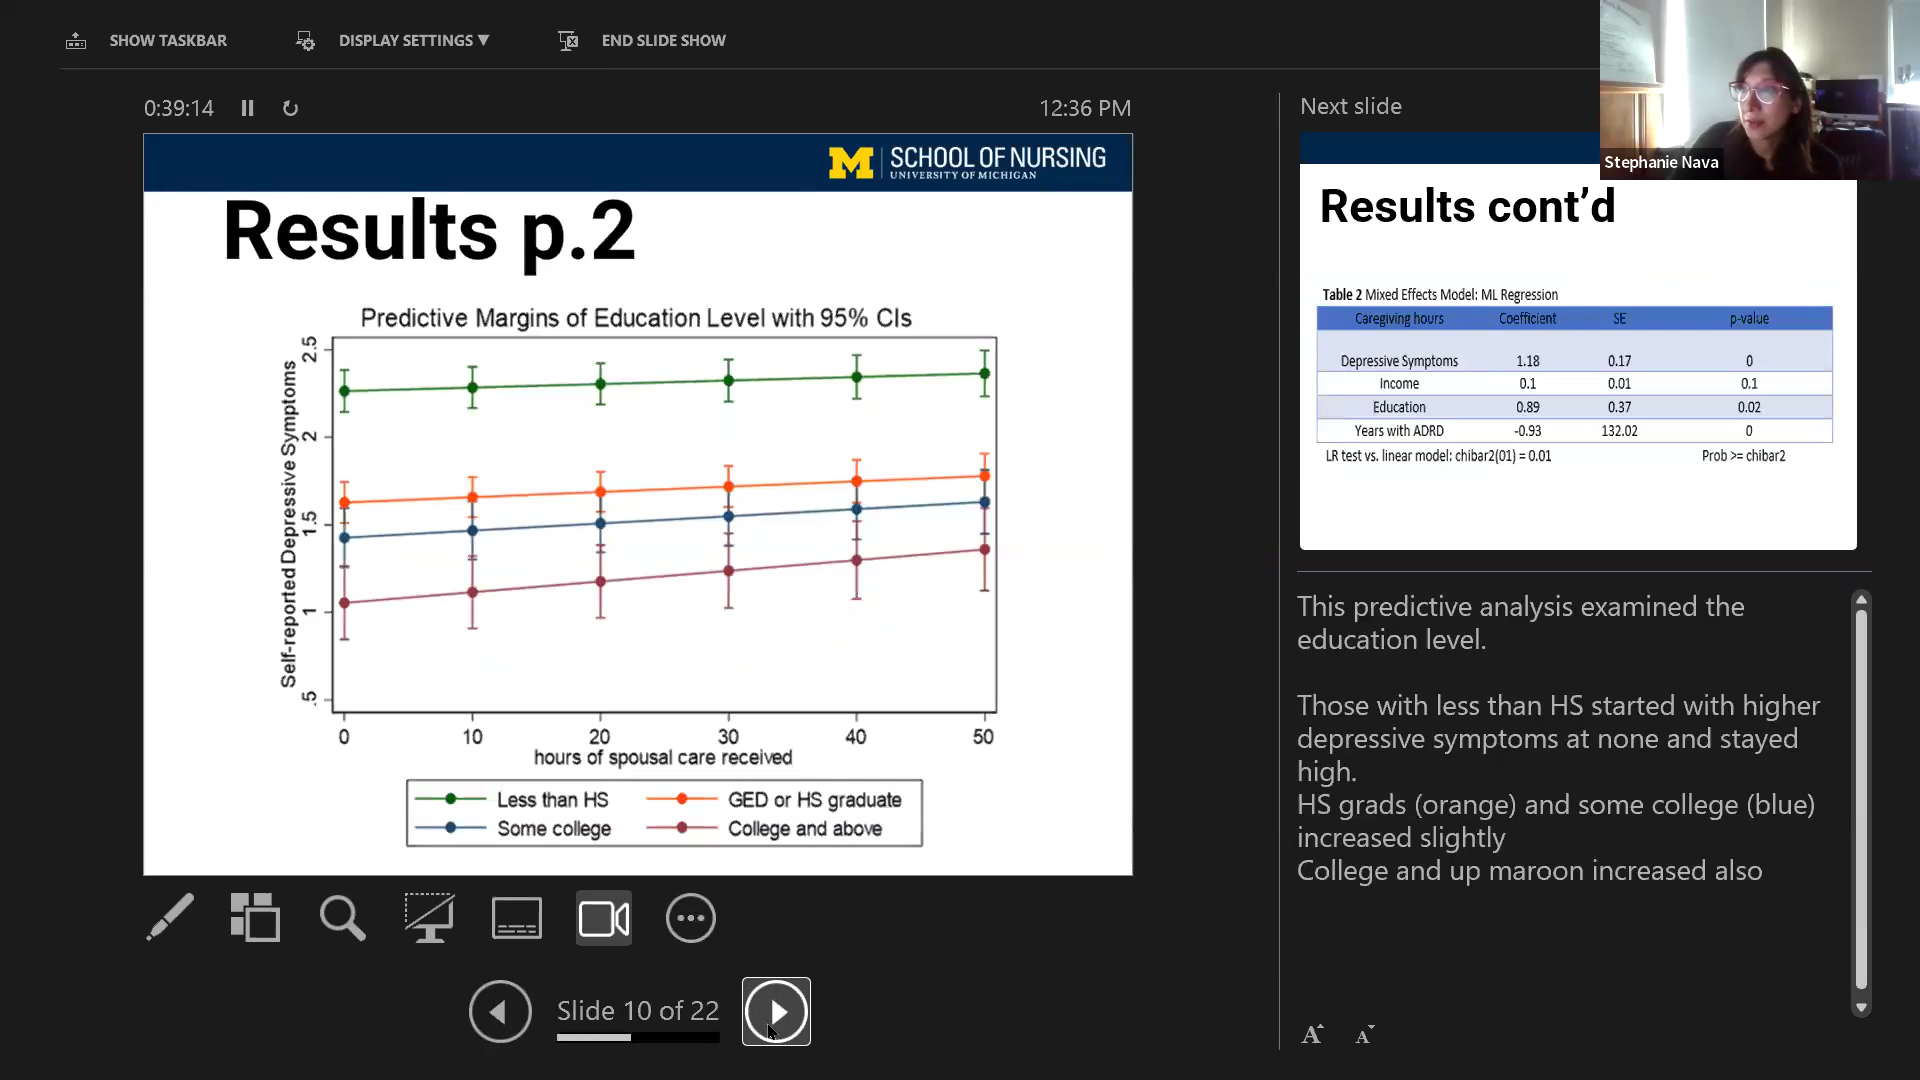 SHOW TASKBAR
DISPLAY SETTINGS ▼
END SLIDE SHOW
0:39:14
12:36 PM
M
SCHOOL OF NURSING
UNIVERSITY OF MICHIGAN
Results p.2
Predictive Margins of Education Level with 95% CIs
Self-reported Depressive Symptoms
2.5
2
1.5
1
.5
0 10 20 30 40 50
hours of spousal care received
Less than HS GED or HS graduate
Some college College and above
Slide 10 of 22
Next slide
Stephanie Nava
Results cont’d
Table 2 Mixed Effects Model: ML Regression
Caregiving hours Coefficient SE p-value
Depressive Symptoms 1.18 0.17 0
Income 0.1 0.01 0.1
Education 0.89 0.37 0.02
Years with ADRD -0.93 132.02 0
LR test vs. linear model: chibar2(01) = 0.01 Prob >= chibar2
This predictive analysis examined the
education level.
Those with less than HS started with higher
depressive symptoms at none and stayed
high.
HS grads (orange) and some college (blue)
increased slightly
College and up maroon increased also
A A